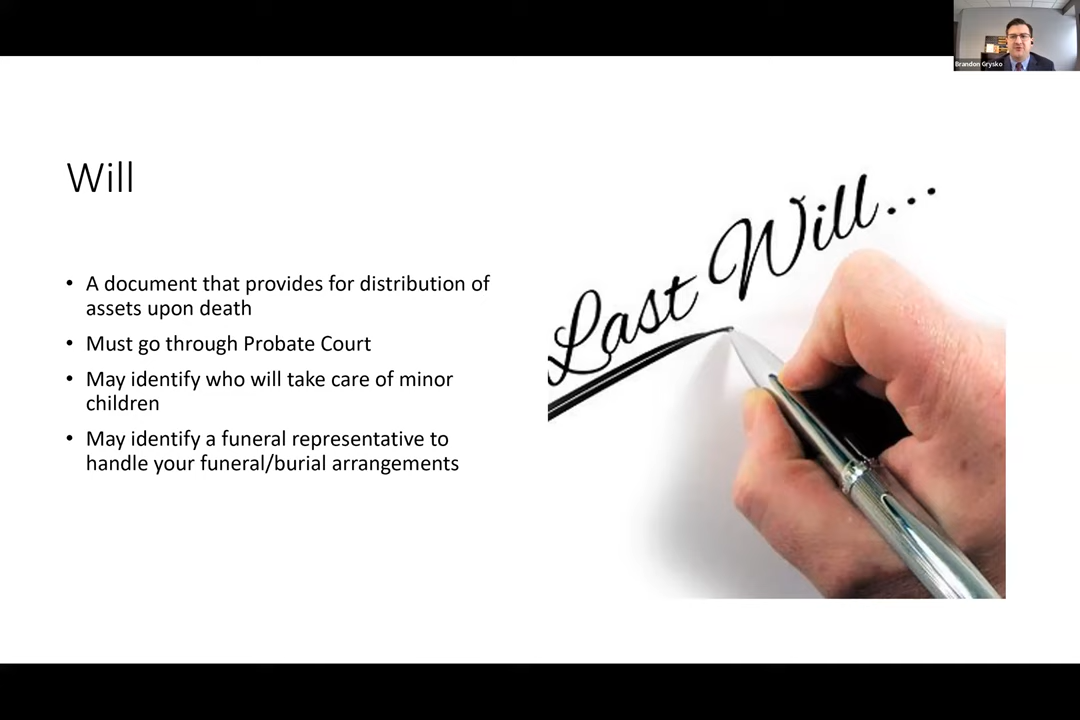 Brandon Grysko
Will
Last Will...
• A document that provides for distribution of
assets upon death
• Must go through Probate Court
• May identify who will take care of minor
children
• May identify a funeral representative to
handle your funeral/burial arrangements